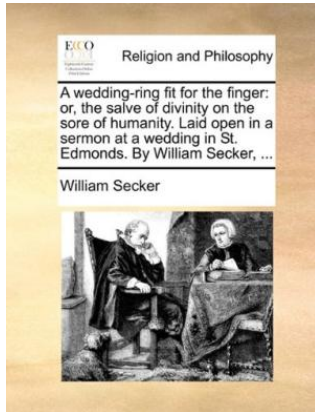 ECCO
Religion and Philosophy
A wedding-ring fit for the finger:
or, the salve of divinity on the
sore of humanity. Laid open in a
sermon at a wedding in St.
Edmonds. By William Secker, ...
William Secker